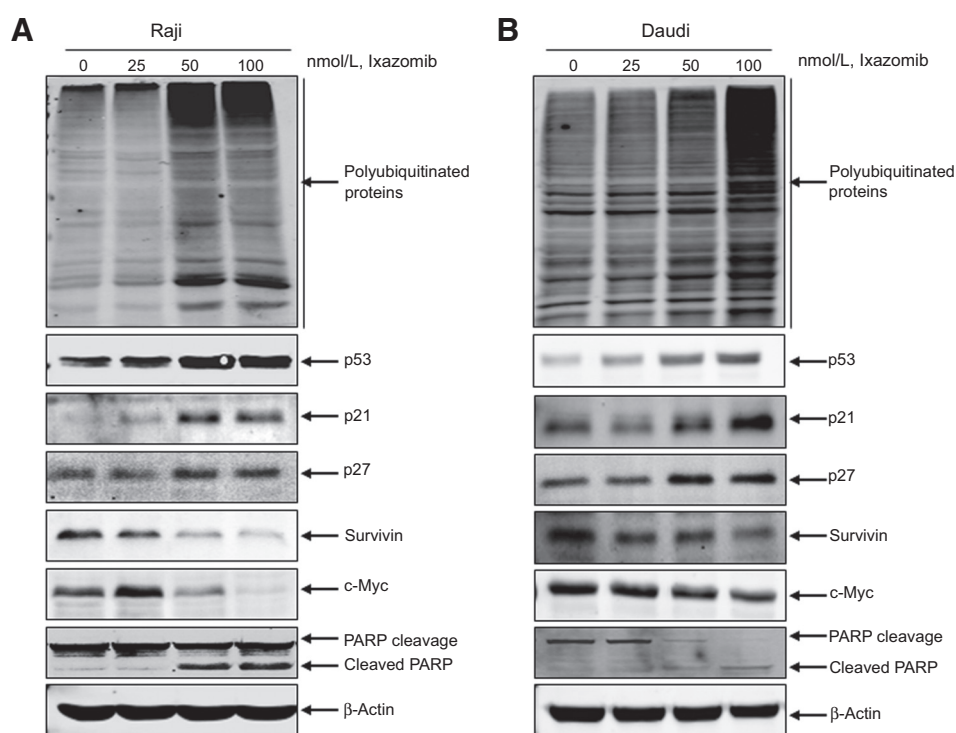 A
Raji
0 25 50 100
nmol/L, Ixazomib
Polyubiquitinated
proteins
p53
p21
p27
Survivin
c-Myc
PARP cleavage
Cleaved PARP
β-Actin
B
Daudi
0 25 50 100
nmol/L, Ixazomib
Polyubiquitinated
proteins
p53
p21
p27
Survivin
c-Myc
PARP cleavage
Cleaved PARP
β-Actin